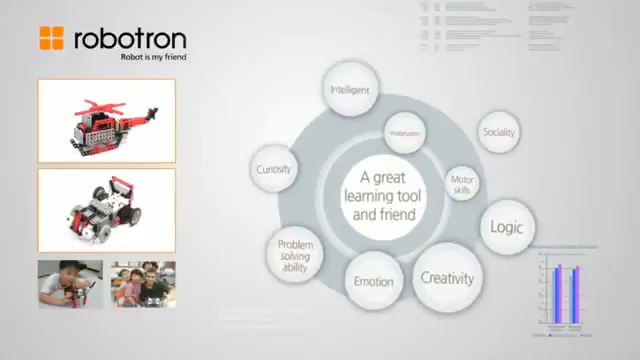 robotron
Robot is my friend
Intelligent
Imagination
Sociality
Curiosity
A great
learning tool
and friend
Motor
skills
Logic
Problem
solving
ability
Emotion
Creativity